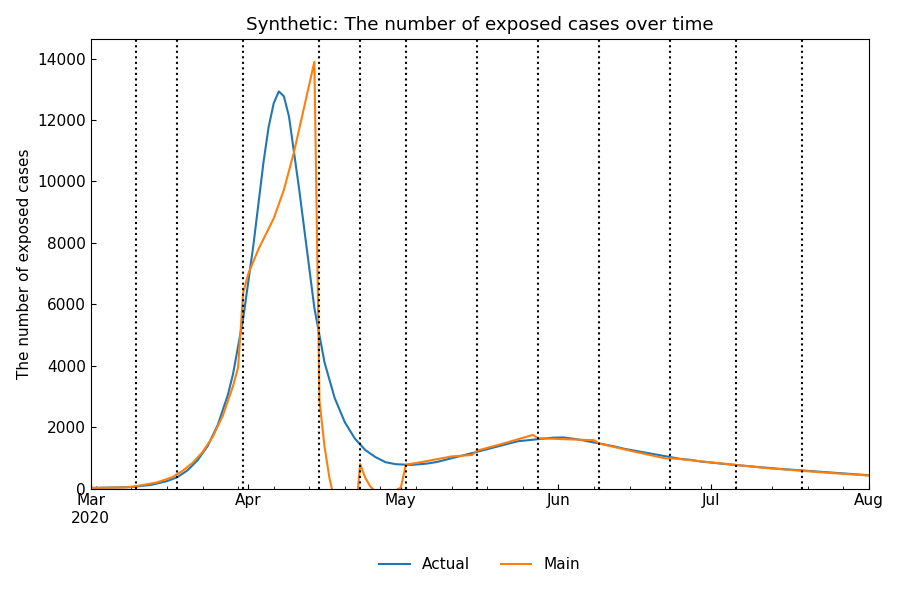 Synthetic: The number of exposed cases over time
The number of exposed cases
14000
12000
10000
8000
6000
4000
2000
0
Mar Apr May Jun Jul Aug
2020
Actual Main